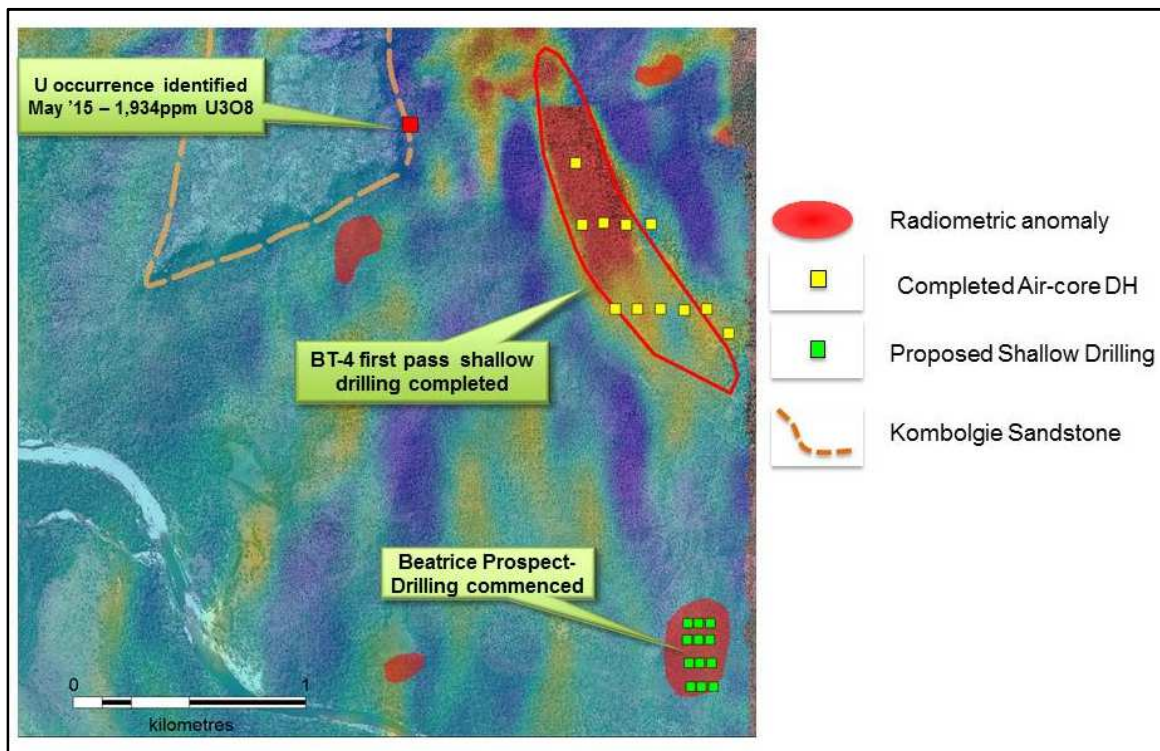 U occurrence identified
May '15 – 1,934ppm U3O8
BT-4 first pass shallow
drilling completed
Beatrice Prospect-
Drilling commenced
0 1
kilometres
Radiometric anomaly
Completed Air-core DH
Proposed Shallow Drilling
Kombolgie Sandstone